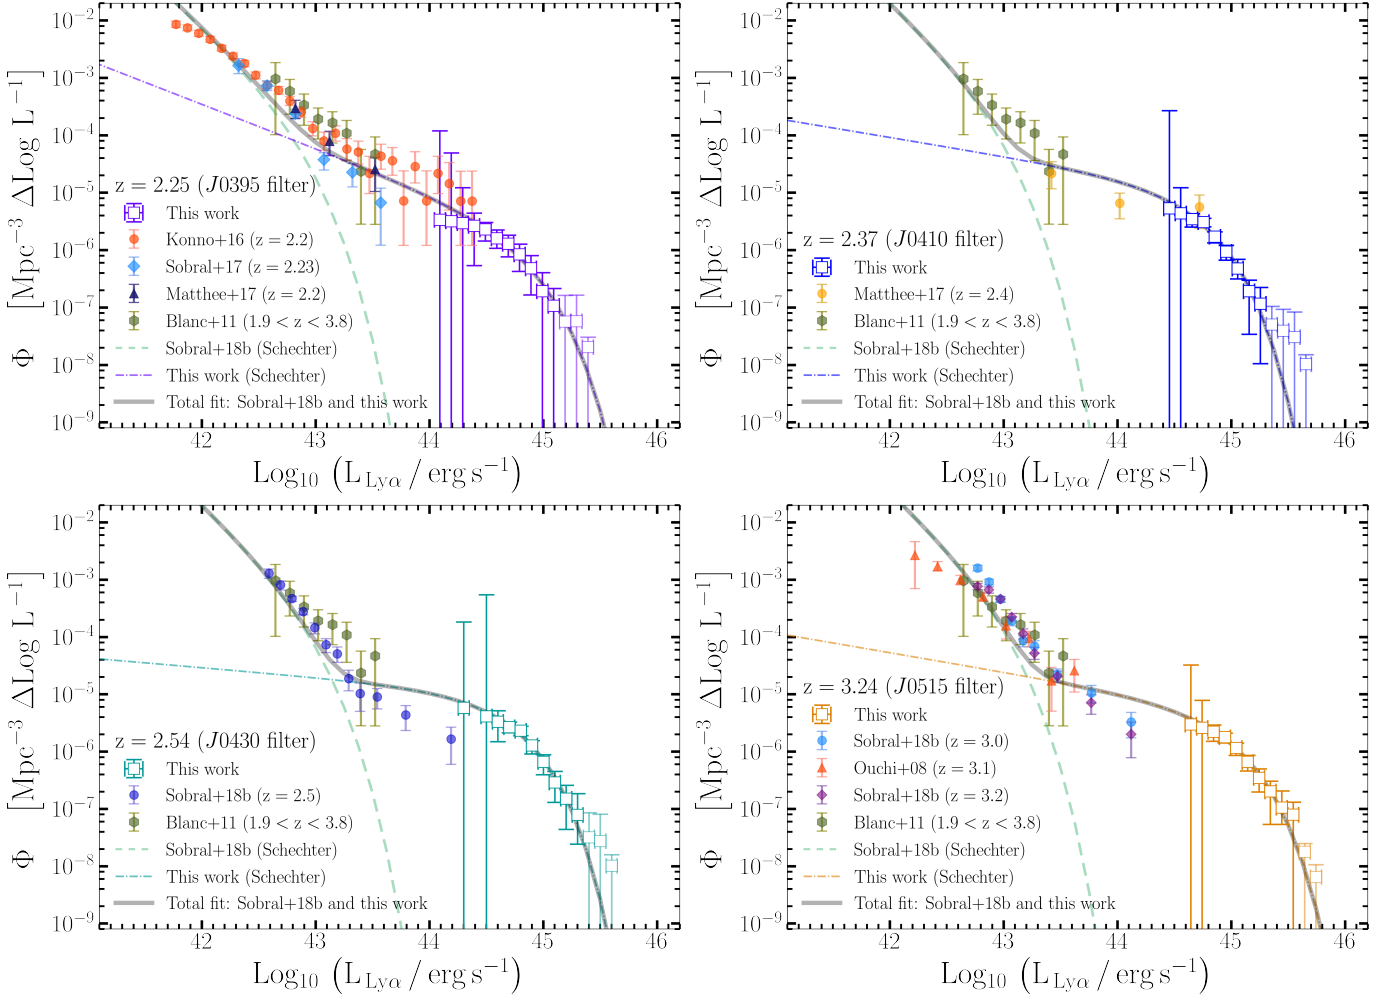 10⁻²
10⁻³
10⁻⁴
10⁻⁵
10⁻⁶
10⁻⁷
10⁻⁸
10⁻⁹
Φ [Mpc⁻³ ΔLog L⁻¹]
z = 2.25 (J0395 filter)
This work
Konno+16 (z = 2.2)
Sobral+17 (z = 2.23)
Matthee+17 (z = 2.2)
Blanc+11 (1.9 < z < 3.8)
Sobral+18b (Schechter)
This work (Schechter)
Total fit: Sobral+18b and this work
42 43 44 45 46
Log₁₀ (L Lyα / erg s⁻¹)
10⁻²
10⁻³
10⁻⁴
10⁻⁵
10⁻⁶
10⁻⁷
10⁻⁸
10⁻⁹
Φ [Mpc⁻³ ΔLog L⁻¹]
z = 2.37 (J0410 filter)
This work
Matthee+17 (z = 2.4)
Blanc+11 (1.9 < z < 3.8)
Sobral+18b (Schechter)
This work (Schechter)
Total fit: Sobral+18b and this work
42 43 44 45 46
Log₁₀ (L Lyα / erg s⁻¹)
10⁻²
10⁻³
10⁻⁴
10⁻⁵
10⁻⁶
10⁻⁷
10⁻⁸
10⁻⁹
Φ [Mpc⁻³ ΔLog L⁻¹]
z = 2.54 (J0430 filter)
This work
Sobral+18b (z = 2.5)
Blanc+11 (1.9 < z < 3.8)
Sobral+18b (Schechter)
This work (Schechter)
Total fit: Sobral+18b and this work
42 43 44 45 46
Log₁₀ (L Lyα / erg s⁻¹)
10⁻²
10⁻³
10⁻⁴
10⁻⁵
10⁻⁶
10⁻⁷
10⁻⁸
10⁻⁹
Φ [Mpc⁻³ ΔLog L⁻¹]
z = 3.24 (J0515 filter)
This work
Sobral+18b (z = 3.0)
Ouchi+08 (z = 3.1)
Sobral+18b (z = 3.2)
Blanc+11 (1.9 < z < 3.8)
Sobral+18b (Schechter)
This work (Schechter)
Total fit: Sobral+18b and this work
42 43 44 45 46
Log₁₀ (L Lyα / erg s⁻¹)